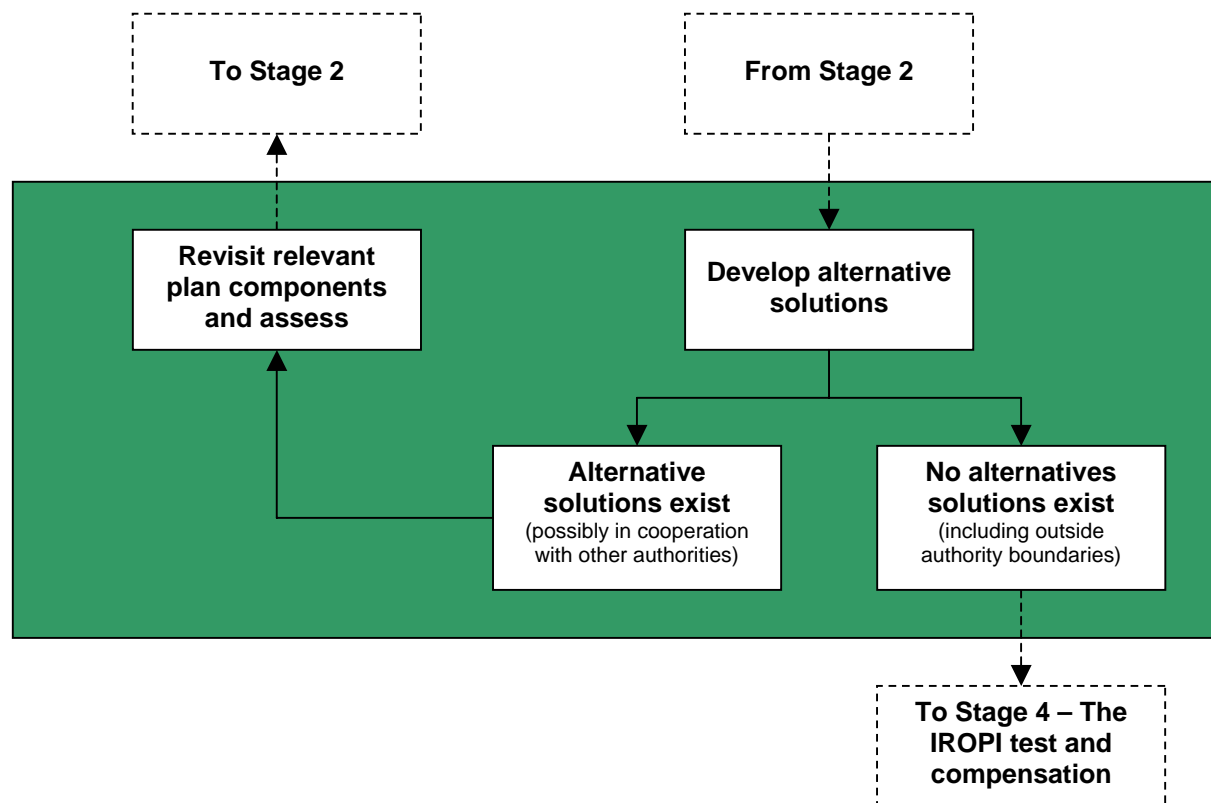 To Stage 2
From Stage 2
Revisit relevant
plan components
and assess
Develop alternative
solutions
Alternative
solutions exist
(possibly in cooperation
with other authorities)
No alternatives
solutions exist
(including outside
authority boundaries)
To Stage 4 – The
IROPI test and
compensation